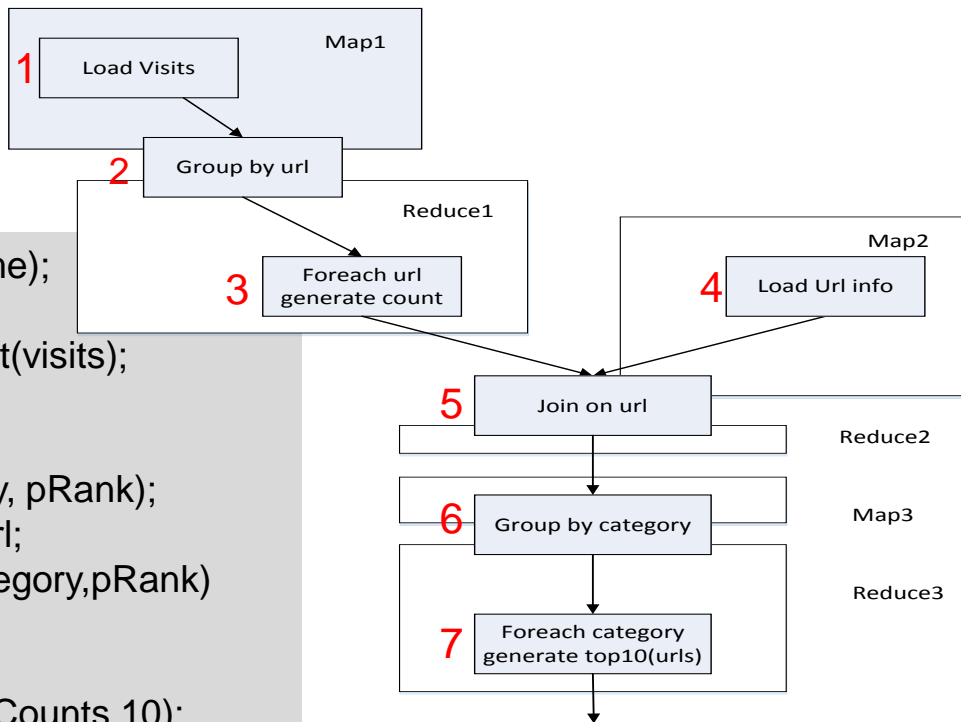 Map1
1
Load Visits
2
Group by url
Reduce1
3
Foreach url
generate count
Map2
4
Load Url info
5
Join on url
Reduce2
Map3
6
Group by category
Reduce3
7
Foreach category
generate top10(urls)
ne);
t(visits);
y, pRank);
rl;
egory,pRank)
Counts,10);